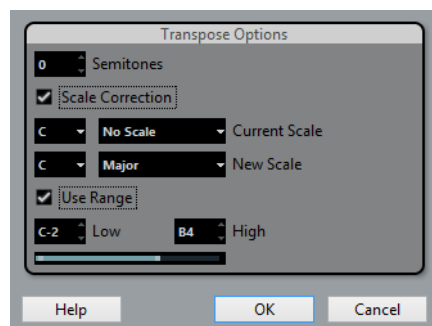 Transpose Options
0 Semitones
Scale Correction
C No Scale Current Scale
C Major New Scale
Use Range
C-2 Low B4 High
Help OK Cancel